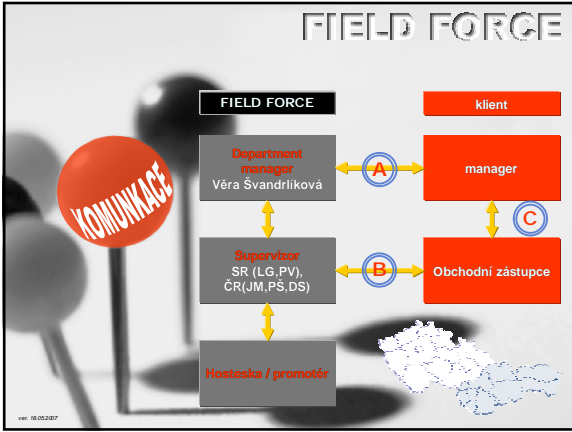 FIELD FORCE
FIELD FORCE
klient
Department
manager
Věra Švandrlíková
A
manager
KOMUNKACE
C
Supervizor
SR (LG,PV),
ČR(JM,PŠ,DS)
B
Obchodní zástupce
Hosteska / promotér
ver. 18.05.2007